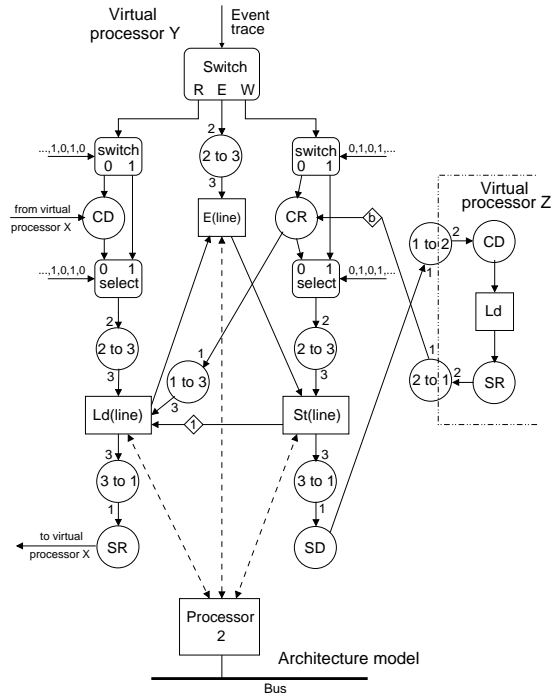 Virtual
processor Y
Event
trace
Switch
R E W
2
...,1,0,1,0
switch
0 1
2 to 3
switch
0 1
0,1,0,1,...
3
Virtual
processor Z
from virtual
processor X
CD
E(line)
CR
b
1 to 2
2
CD
1
...,1,0,1,0
0 1
select
0 1
select
0,1,0,1,...
Ld
2
2
2 to 3
1
2 to 3
1
3
1 to 3
3
2 to 1
2
SR
3
Ld(line)
1
St(line)
3
3
3 to 1
3 to 1
1
1
to virtual
processor X
SR
SD
Processor
2
Architecture model
Bus